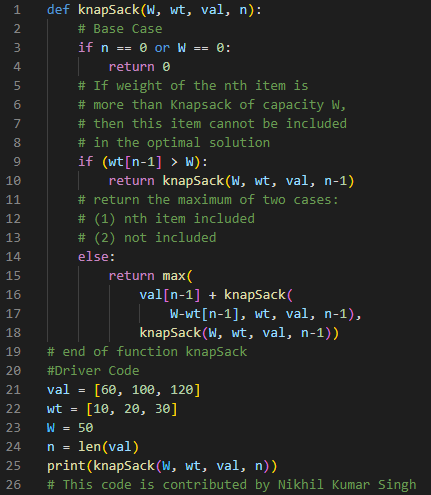 1 def knapSack(W, wt, val, n):
2     # Base Case
3     if n == 0 or W == 0:
4         return 0
5     # If weight of the nth item is
6     # more than Knapsack of capacity W,
7     # then this item cannot be included
8     # in the optimal solution
9     if (wt[n-1] > W):
10         return knapSack(W, wt, val, n-1)
11     # return the maximum of two cases:
12     # (1) nth item included
13     # (2) not included
14     else:
15         return max(
16             val[n-1] + knapSack(
17                 W-wt[n-1], wt, val, n-1),
18             knapSack(W, wt, val, n-1))
19 # end of function knapSack
20 #Driver Code
21 val = [60, 100, 120]
22 wt = [10, 20, 30]
23 W = 50
24 n = len(val)
25 print(knapSack(W, wt, val, n))
26 # This code is contributed by Nikhil Kumar Singh